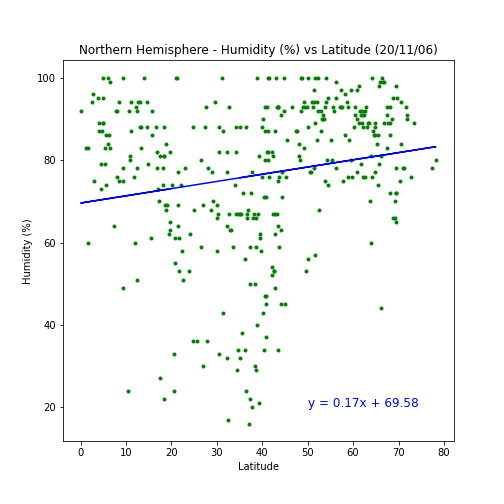 Northern Hemisphere - Humidity (%) vs Latitude (20/11/06)
Humidity (%)
100
80
60
40
20
y = 0.17x + 69.58
0 10 20 30 40 50 60 70 80
Latitude